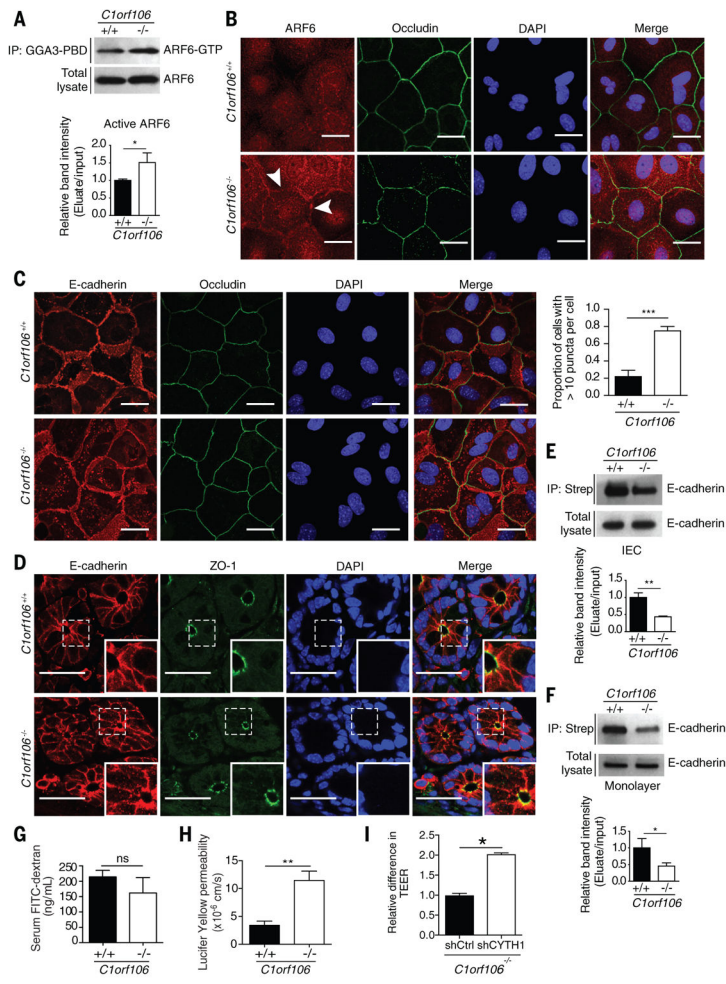 A
C1orf106
+/+ -/-
IP: GGA3-PBD
ARF6-GTP
Total
lysate
ARF6
Active ARF6
Relative band intensity
(Eluate/input)
2.0
1.5
1.0
0.5
0.0
*
+/+ -/-
C1orf106
B
ARF6 Occludin DAPI Merge
C1orf106+/+
C1orf106-/-
C
E-cadherin Occludin DAPI Merge
C1orf106+/+
C1orf106-/-
Proportion of cells with
> 10 puncta per cell
1.0
0.8
0.6
0.4
0.2
0
***
+/+ -/-
C1orf106
D
E-cadherin ZO-1 DAPI Merge
C1orf106+/+
C1orf106-/-
E
C1orf106
+/+ -/-
IP: Strep
E-cadherin
Total
lysate
E-cadherin
IEC
Relative band intensity
(Eluate/input)
1.5
1.0
0.5
0.0
**
+/+ -/-
C1orf106
F
C1orf106
+/+ -/-
IP: Strep
E-cadherin
Total
lysate
E-cadherin
Monolayer
Relative band intensity
(Eluate/input)
1.5
1.0
0.5
0.0
*
+/+ -/-
C1orf106
G
Serum FITC-dextran
(ng/mL)
250
200
150
100
50
0
ns
+/+ -/-
C1orf106
H
Lucifer Yellow permeability
(x10-6 cm/s)
15
10
5
0
**
+/+ -/-
C1orf106
I
Relative difference in
TEER
2.5
2.0
1.5
1.0
0.5
0.0
*
shCtrl shCYTH1
C1orf106-/-